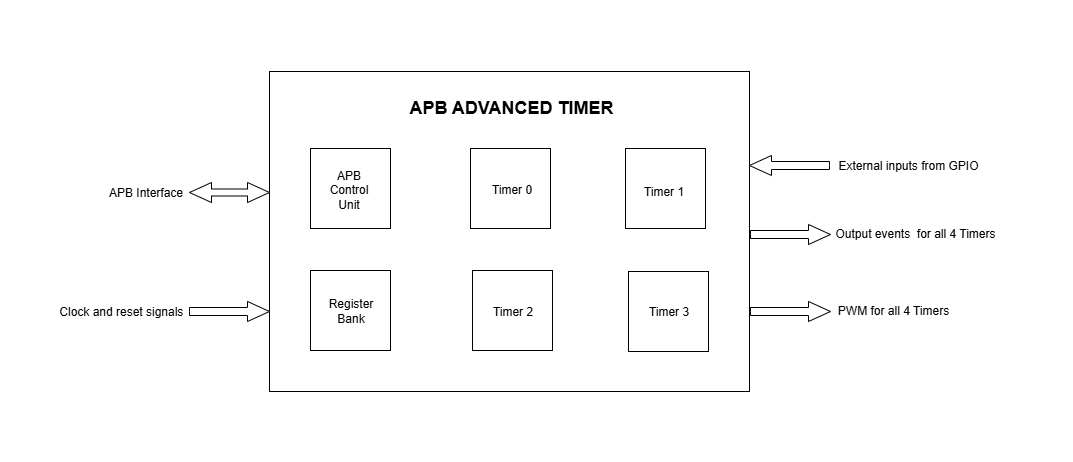 APB ADVANCED TIMER
APB
Control
Unit
Timer 0
Timer 1
External inputs from GPIO
APB Interface
Output events  for all 4 Timers
Register
Bank
Timer 2
Timer 3
Clock and reset signals
PWM for all 4 Timers